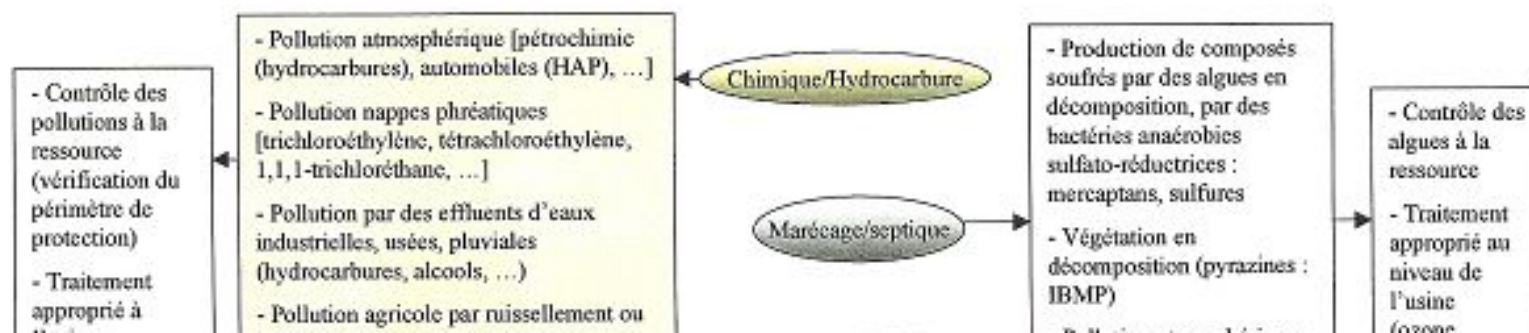 - Contrôle des
pollutions à la
ressource
(vérification du
périmètre de
protection)
- Traitement
approprié à
- Pollution atmosphérique [pétrochimie
(hydrocarbures), automobiles (HAP), …]
- Pollution nappes phréatiques
[trichloroéthylène, tétrachloroéthylène,
1,1,1-trichloréthane, …]
- Pollution par des effluents d'eaux
industrielles, usées, pluviales
(hydrocarbures, alcools, …)
- Pollution agricole par ruissellement ou
Chimique/Hydrocarbure
Marécage/septique
- Production de composés
soufrés par des algues en
décomposition, par des
bactéries anaérobies
sulfato-réductrices :
mercaptans, sulfures
- Végétation en
décomposition (pyrazines :
IBMP)
- Contrôle des
algues à la
ressource
- Traitement
approprié au
niveau de
l'usine
(ozone